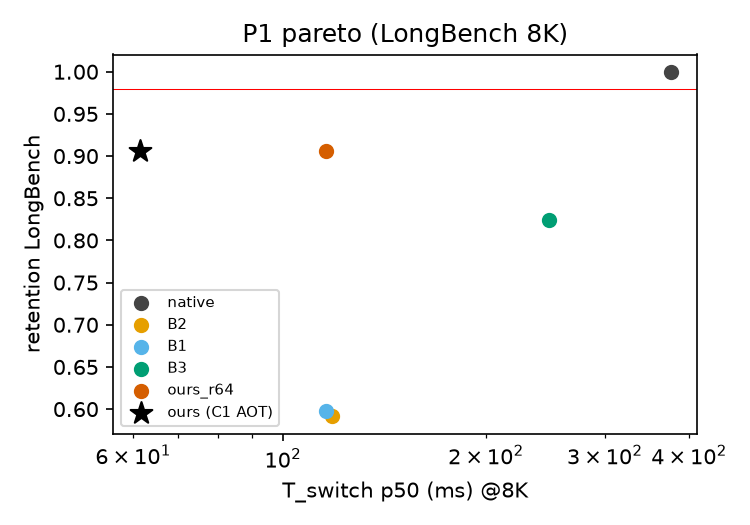 P1 pareto (LongBench 8K)
retention LongBench
1.00
0.95
0.90
0.85
0.80
0.75
0.70
0.65
0.60
native
B2
B1
B3
ours_r64
ours (C1 AOT)
6 × 10¹
10²
2 × 10²
3 × 10²
4 × 10²
T_switch p50 (ms) @8K